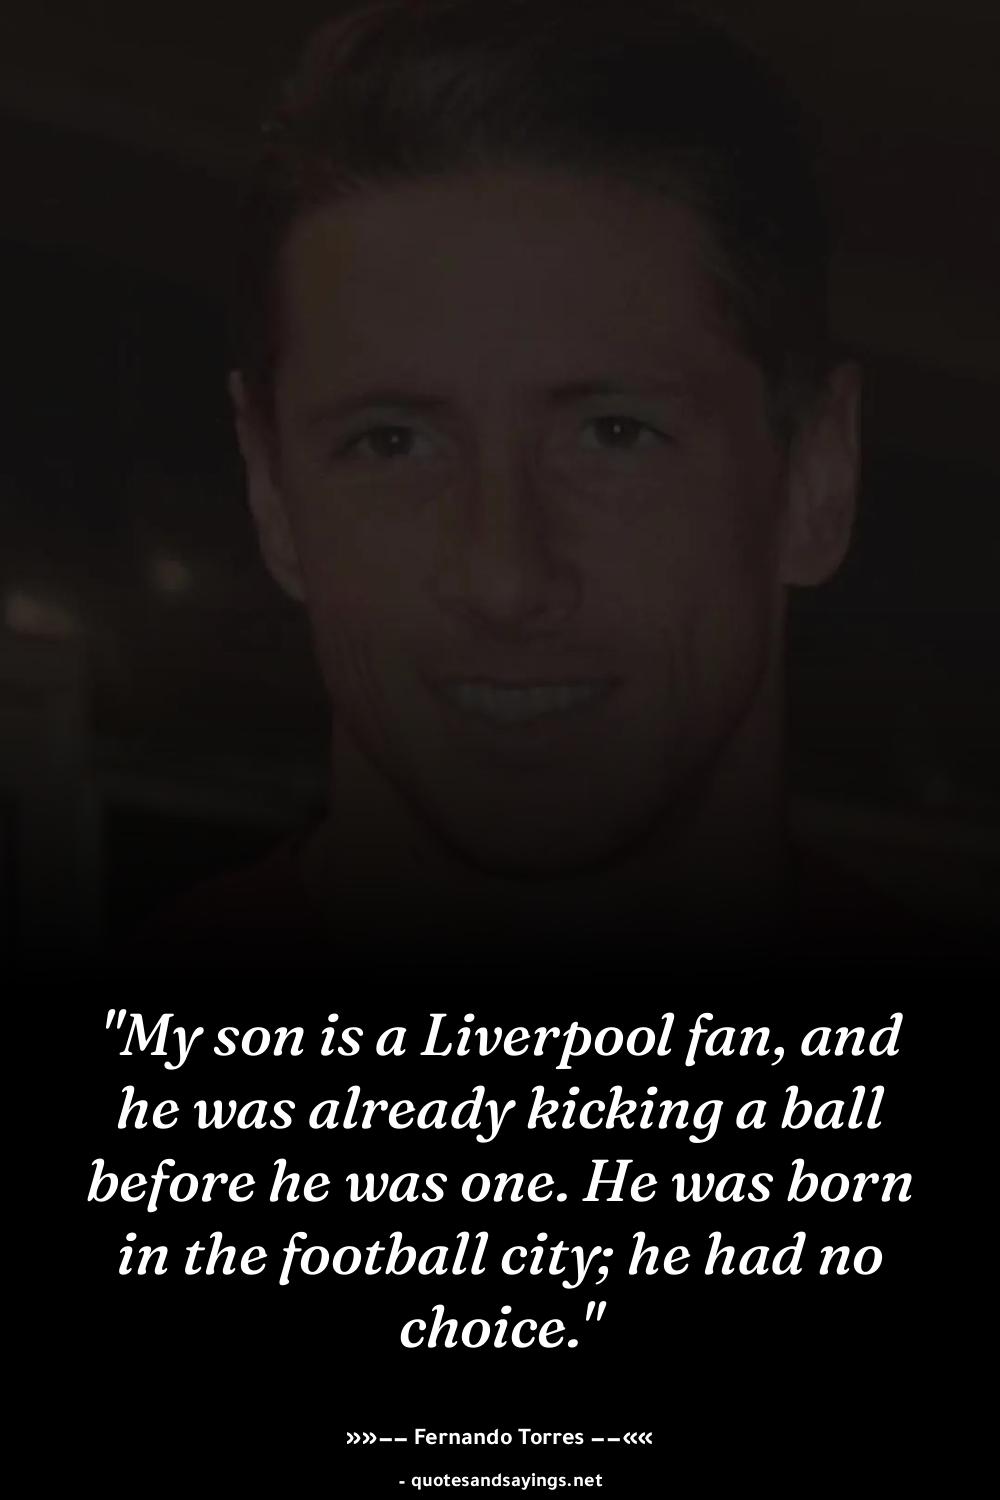 "My son is a Liverpool fan, and
he was already kicking a ball
before he was one. He was born
in the football city; he had no
choice."
»»–– Fernando Torres ––««
- quotesandsayings.net